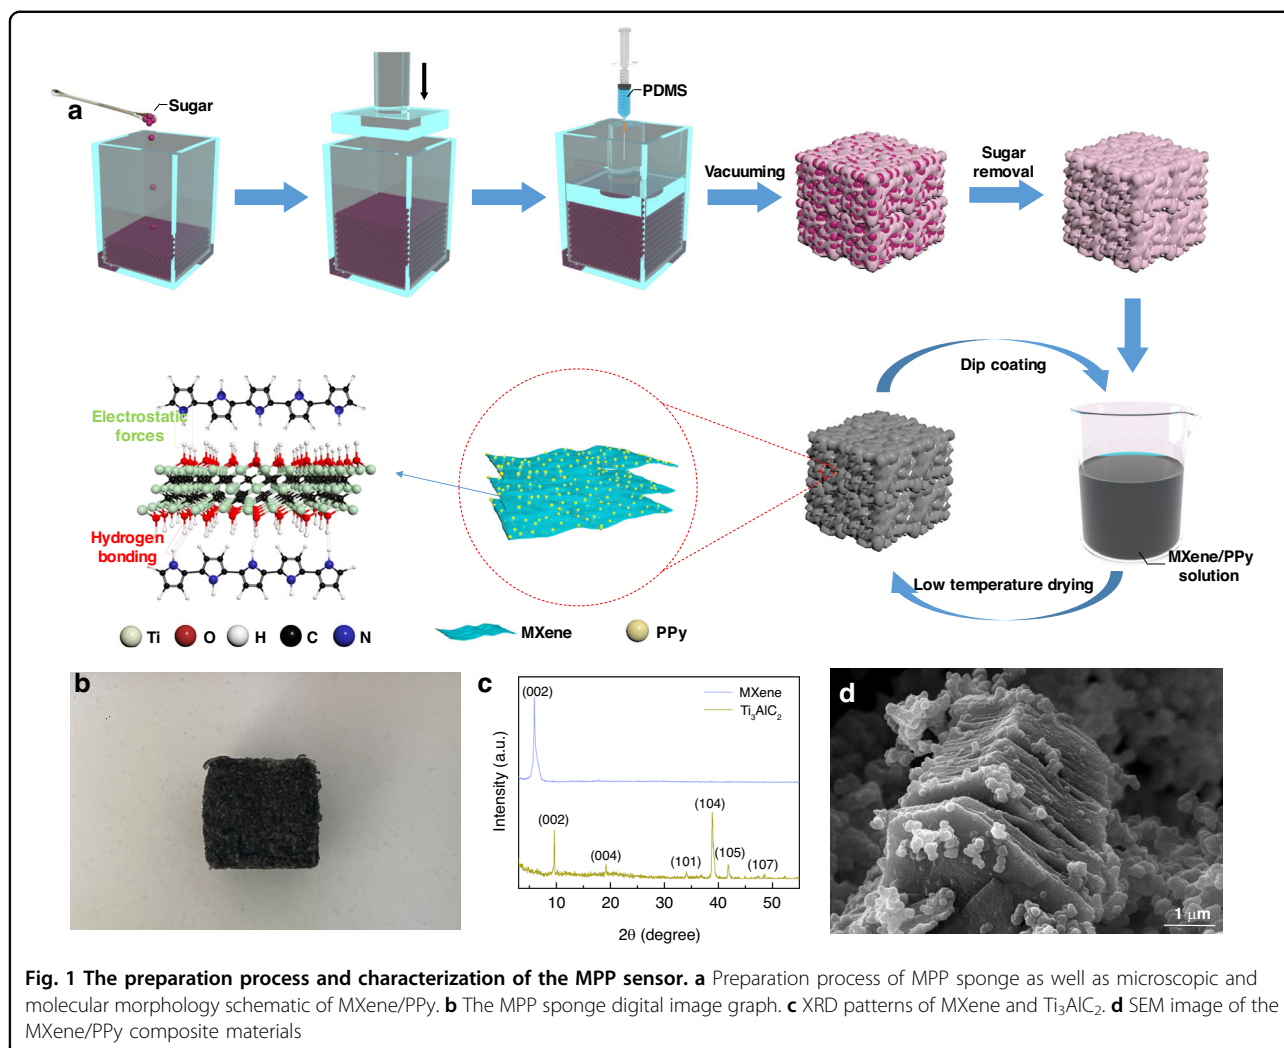 a
Sugar
PDMS
Vacuuming
Sugar
removal
Dip coating
Electrostatic
forces
Hydrogen
bonding
Low temperature drying
MXene/PPy
solution
Ti O H C N
MXene
PPy
b
c
(002)
MXene
Ti₃AlC₂
Intensity (a.u.)
(002)
(004)
(101)
(104)
(105)
(107)
10 20 30 40 50
2θ (degree)
d
1 µm
Fig. 1 The preparation process and characterization of the MPP sensor. a Preparation process of MPP sponge as well as microscopic and
molecular morphology schematic of MXene/PPy. b The MPP sponge digital image graph. c XRD patterns of MXene and Ti₃AlC₂. d SEM image of the
MXene/PPy composite materials